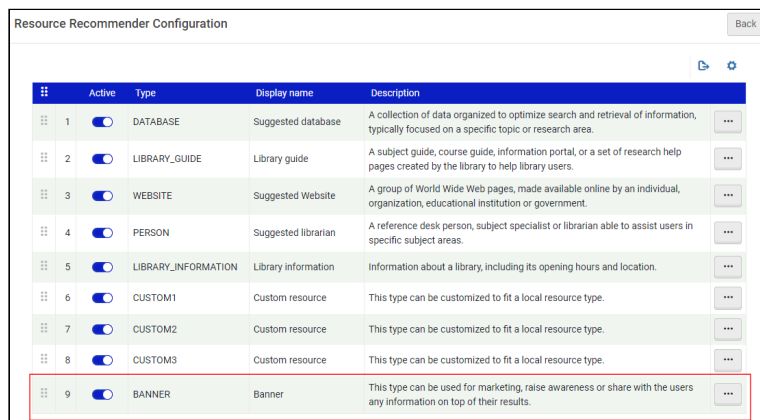 Resource Recommender Configuration
Back
Active Type Display name Description
1 DATABASE Suggested database A collection of data organized to optimize search and retrieval of information,
typically focused on a specific topic or research area.
2 LIBRARY_GUIDE Library guide A subject guide, course guide, information portal, or a set of research help
pages created by the library to help library users.
3 WEBSITE Suggested Website A group of World Wide Web pages, made available online by an individual,
organization, educational institution or government.
4 PERSON Suggested librarian A reference desk person, subject specialist or librarian able to assist users in
specific subject areas.
5 LIBRARY_INFORMATION Library information Information about a library, including its opening hours and location.
6 CUSTOM1 Custom resource This type can be customized to fit a local resource type.
7 CUSTOM2 Custom resource This type can be customized to fit a local resource type.
8 CUSTOM3 Custom resource This type can be customized to fit a local resource type.
9 BANNER Banner This type can be used for marketing, raise awareness or share with the users
any information on top of their results.